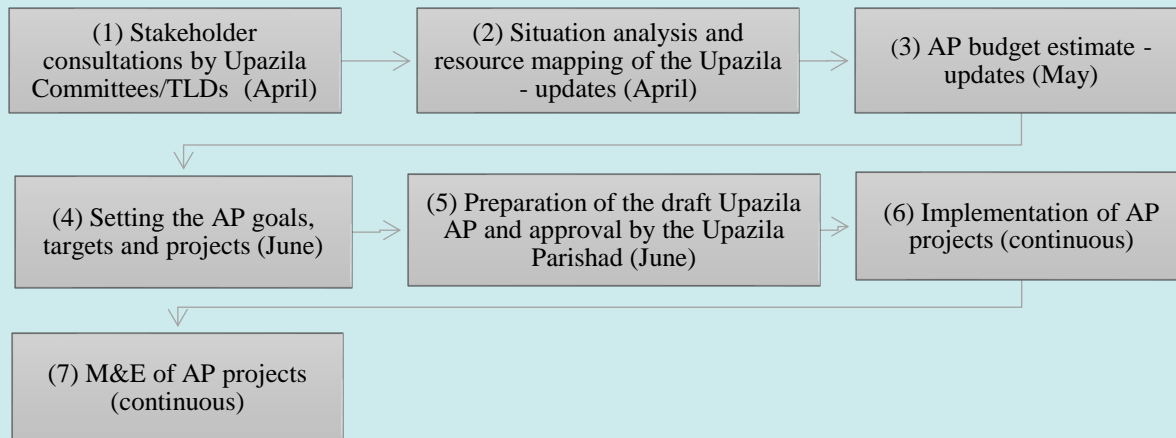 (1) Stakeholder
consultations by Upazila
Committees/TLDs (April)
(2) Situation analysis and
resource mapping of the Upazila
- updates (April)
(3) AP budget estimate -
updates (May)
(4) Setting the AP goals,
targets and projects (June)
(5) Preparation of the draft Upazila
AP and approval by the Upazila
Parishad (June)
(6) Implementation of AP
projects (continuous)
(7) M&E of AP projects
(continuous)